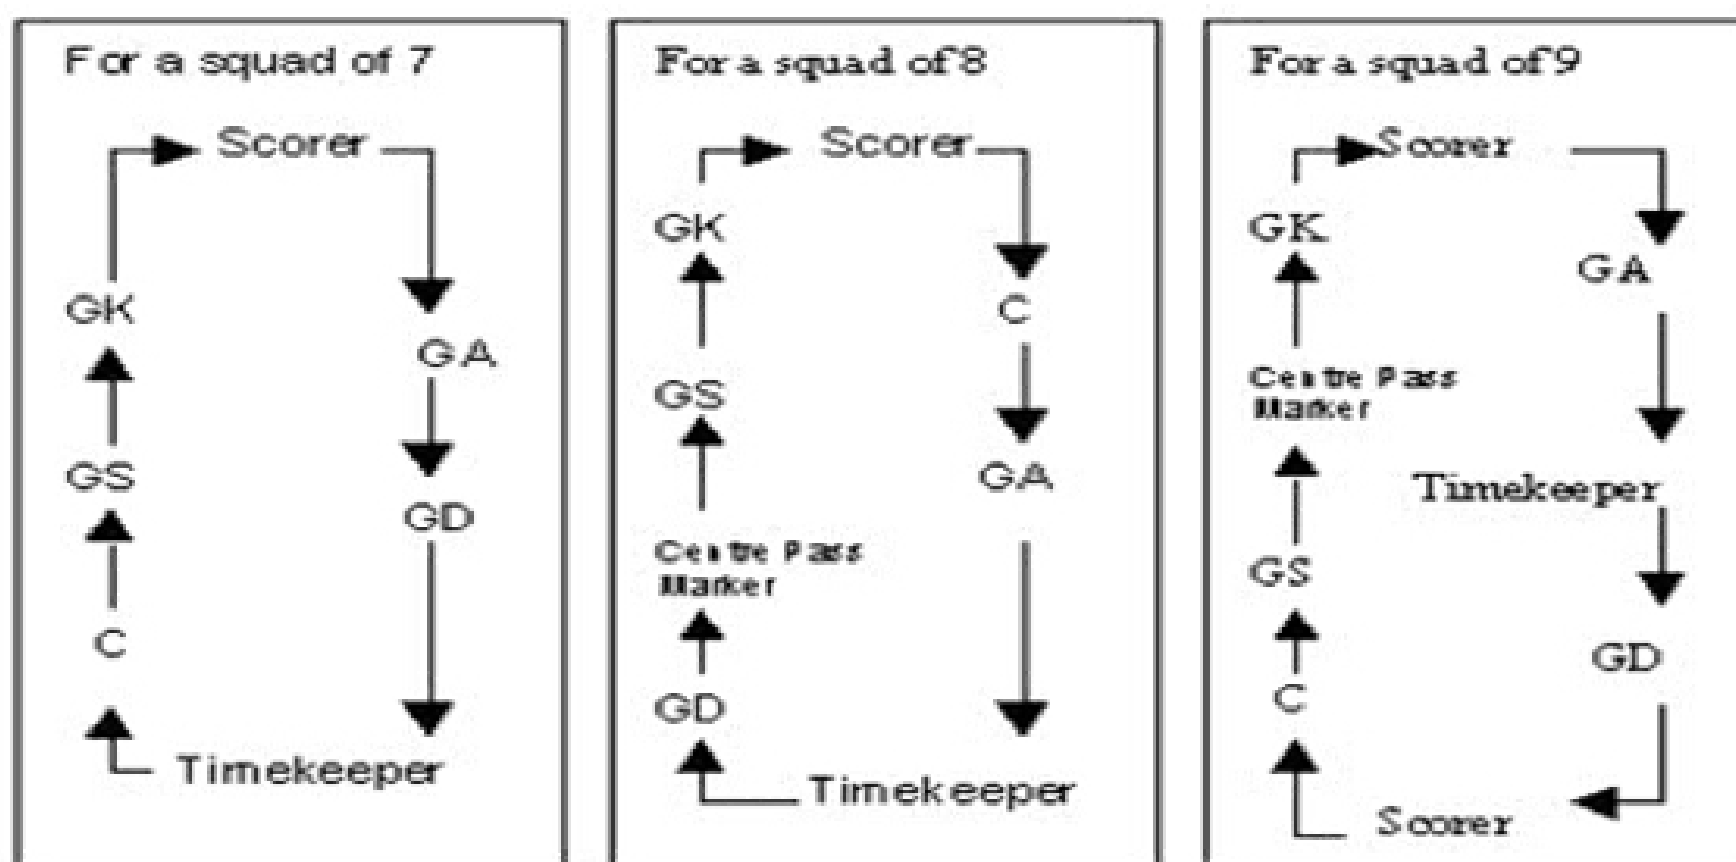 For a squad of 7
Scorer
GA
GD
Timekeeper
C
GS
GK
For a squad of 8
Scorer
C
GA
Timekeeper
GD
Centre Pass
Marker
GS
GK
For a squad of 9
Scorer
GA
Timekeeper
GD
Scorer
C
GS
Centre Pass
Marker
GK